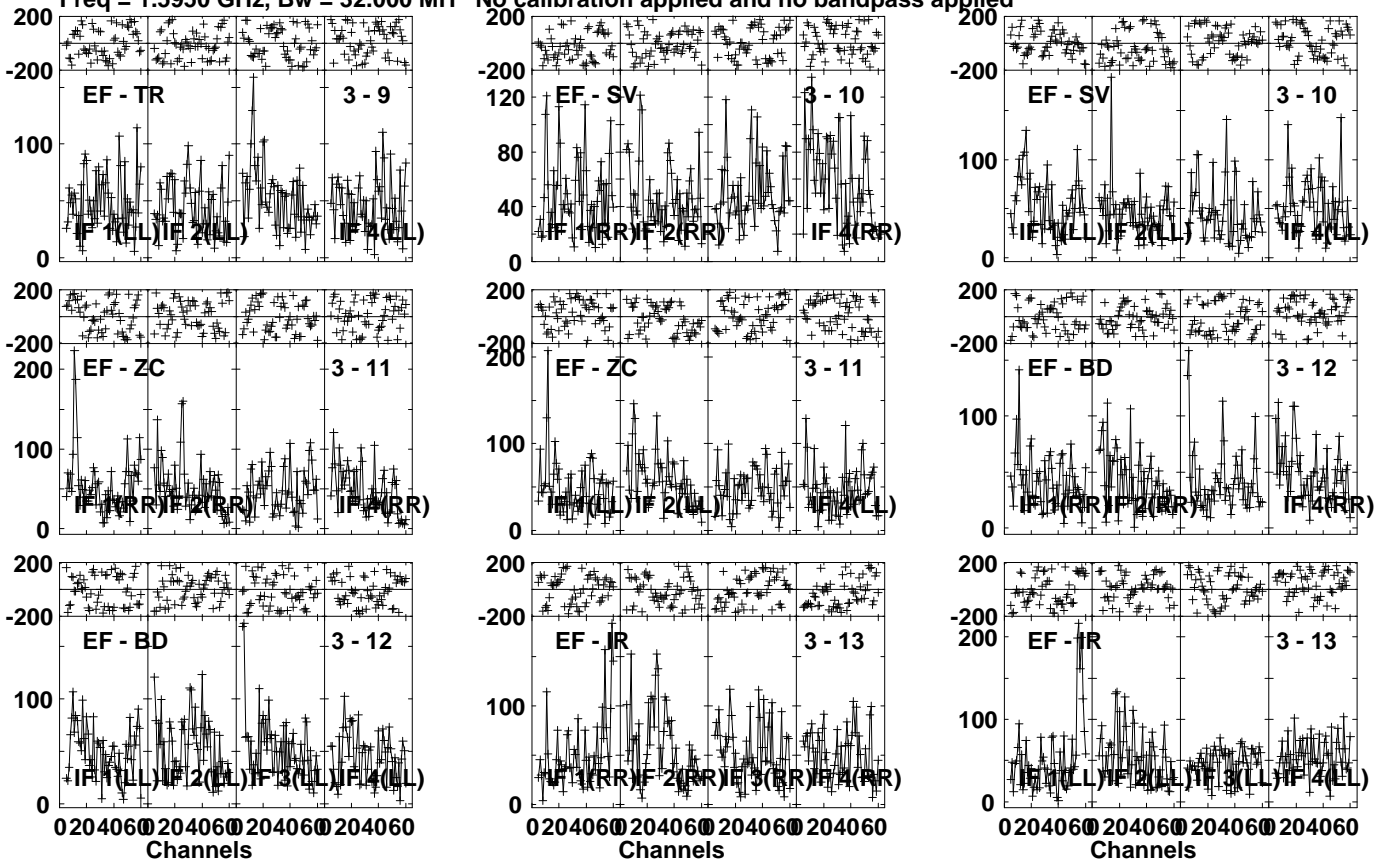 Freq = 1.5950 GHz, Bw = 32.000 MH No calibration applied and no bandpass applied
200
-200
EF - TR 3 - 9
100
0
IF 1(LL) IF 2(LL) IF 4(LL)
200
-200
EF - SV 3 - 10
120
80
40
0
IF 1(RR) IF 2(RR) IF 4(RR)
200
-200
EF - SV 3 - 10
100
0
IF 1(LL) IF 2(LL) IF 4(LL)
200
-200
EF - ZC 3 - 11
200
100
0
IF 1(RR) IF 2(RR) IF 4(RR)
200
-200
EF - ZC 3 - 11
200
100
0
IF 1(LL) IF 2(LL) IF 4(LL)
200
-200
EF - BD 3 - 12
100
0
IF 1(RR) IF 2(RR) IF 4(RR)
200
-200
EF - BD 3 - 12
100
0
IF 1(LL) IF 2(LL) IF 3(LL) IF 4(LL)
0 20 40 60 0 20 40 60 0 20 40 60 0 20 40 60
Channels
200
-200
EF - IR 3 - 13
100
0
IF 1(RR) IF 2(RR) IF 3(RR) IF 4(RR)
0 20 40 60 0 20 40 60 0 20 40 60 0 20 40 60
Channels
200
-200
EF - IR 3 - 13
200
100
0
IF 1(LL) IF 2(LL) IF 3(LL) IF 4(LL)
0 20 40 60 0 20 40 60 0 20 40 60 0 20 40 60
Channels